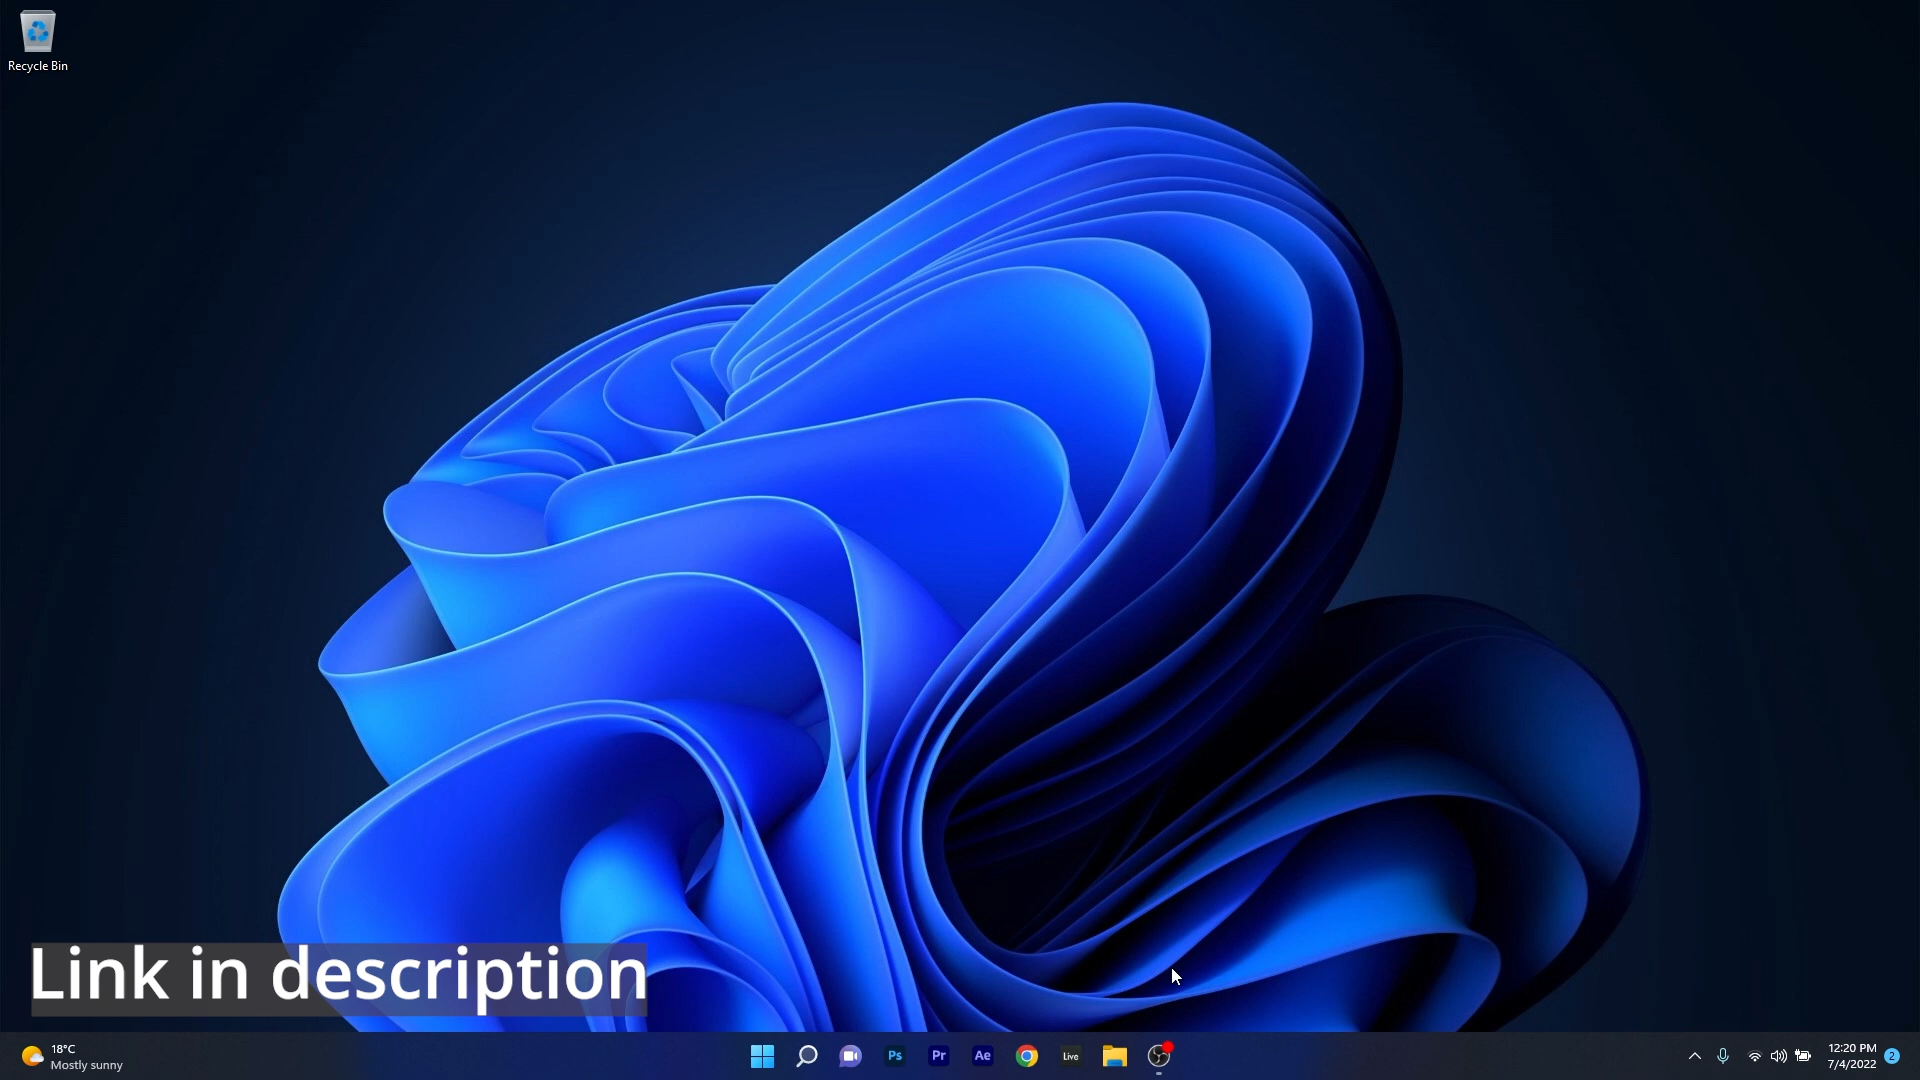 Recycle Bin
Link in description
18°C
Mostly sunny
Ps
Pr
Ae
Live
12:20 PM
7/4/2022
2